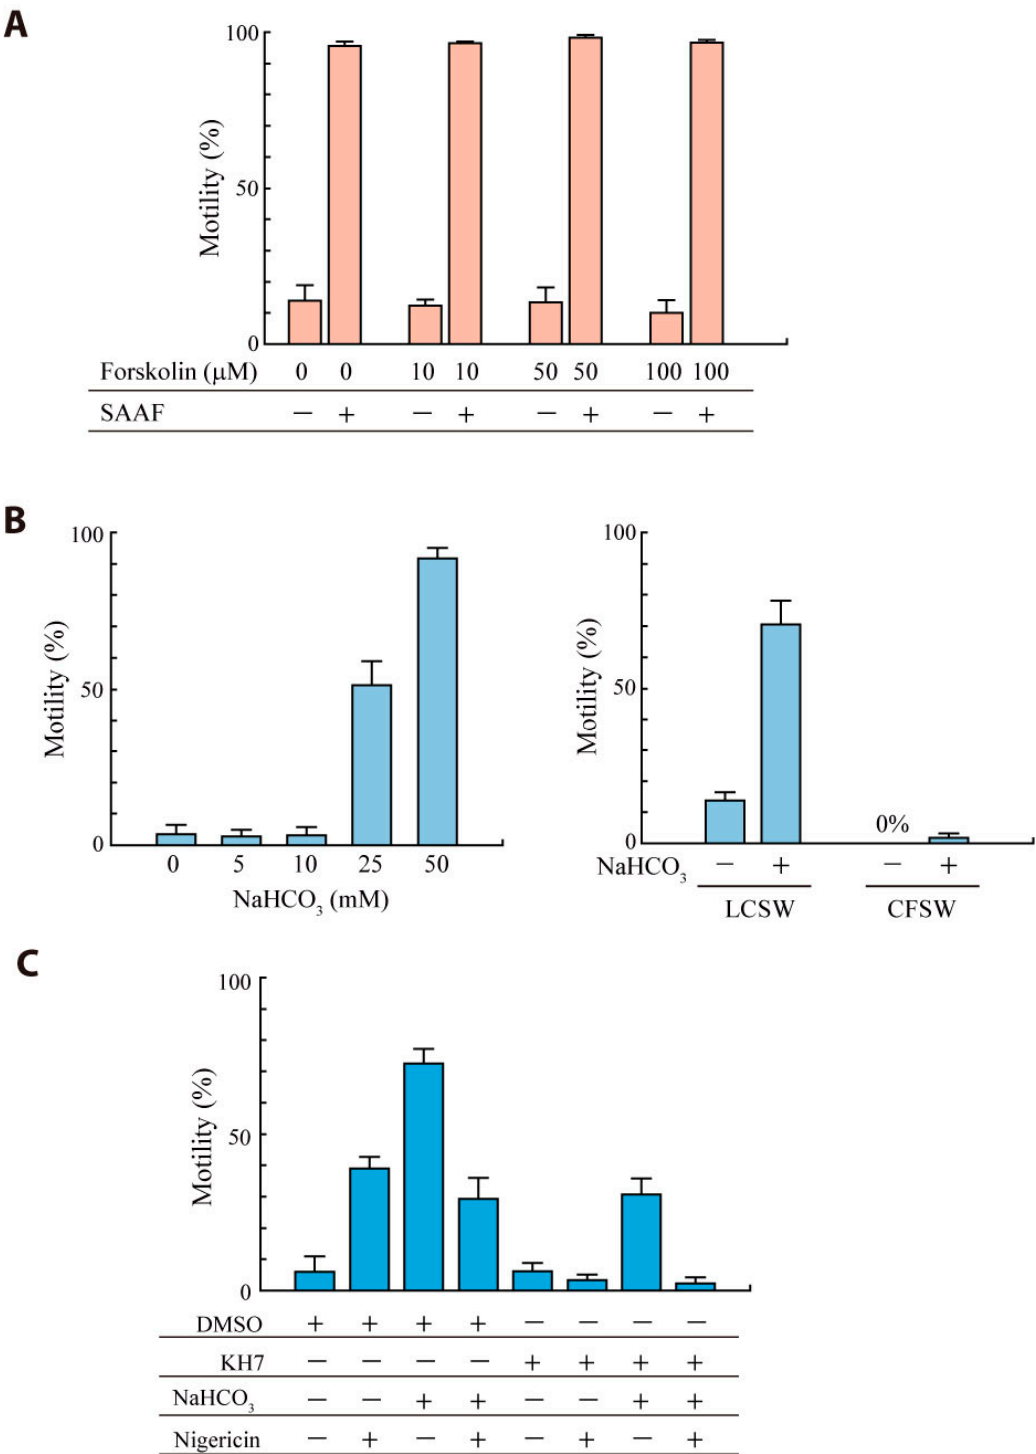 A
100
50
0
Motility (%)
Forskolin (μM) 0 0 10 10 50 50 100 100
SAAF − + − + − + − +
B
100
50
0
Motility (%)
0 5 10 25 50
NaHCO3 (mM)
100
50
0
Motility (%)
0%
NaHCO3 − + − +
LCSW CFSW
C
100
50
0
Motility (%)
DMSO + + + + − − − −
KH7 − − − − + + + +
NaHCO3 − − + + − − + +
Nigericin − + − + − + − +